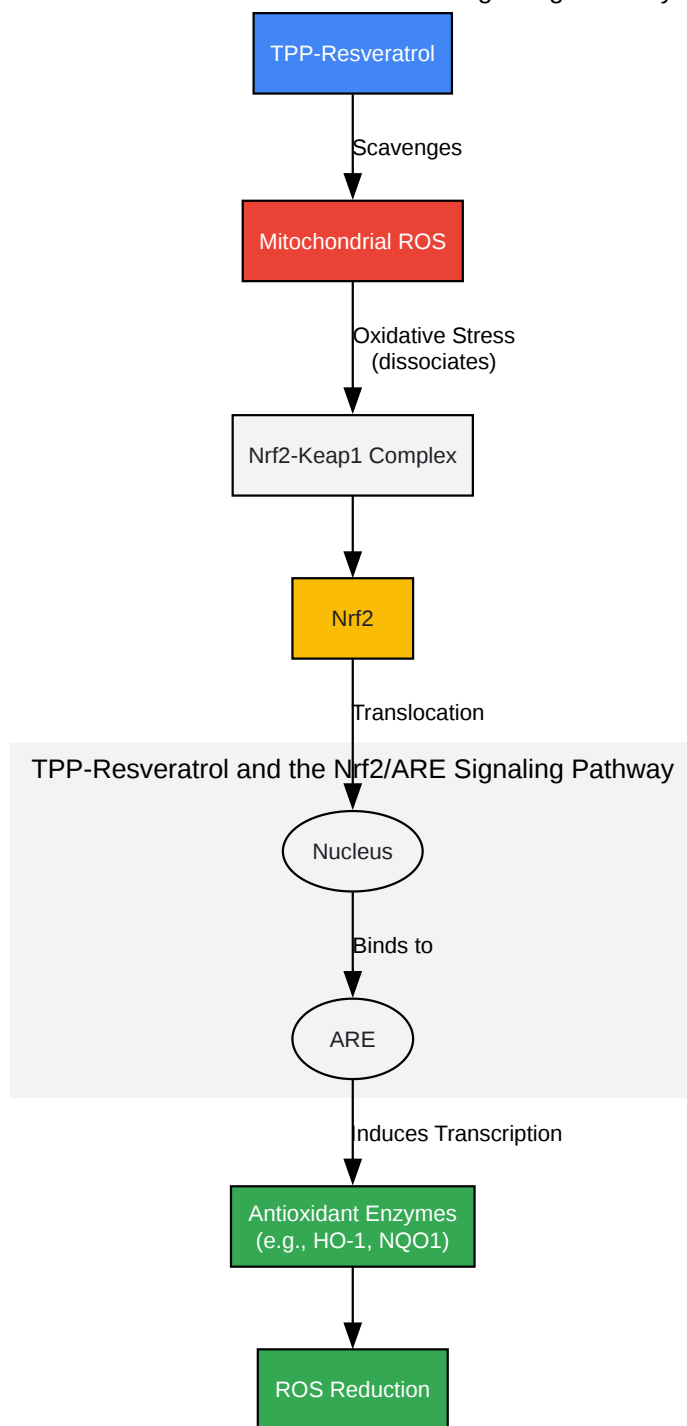 TPP-Resveratrol
Scavenges
Mitochondrial ROS
Oxidative Stress
(dissociates)
Nrf2-Keap1 Complex
Nrf2
Translocation
TPP-Resveratrol and the Nrf2/ARE Signaling Pathway
Nucleus
Binds to
ARE
Induces Transcription
Antioxidant Enzymes
(e.g., HO-1, NQO1)
ROS Reduction